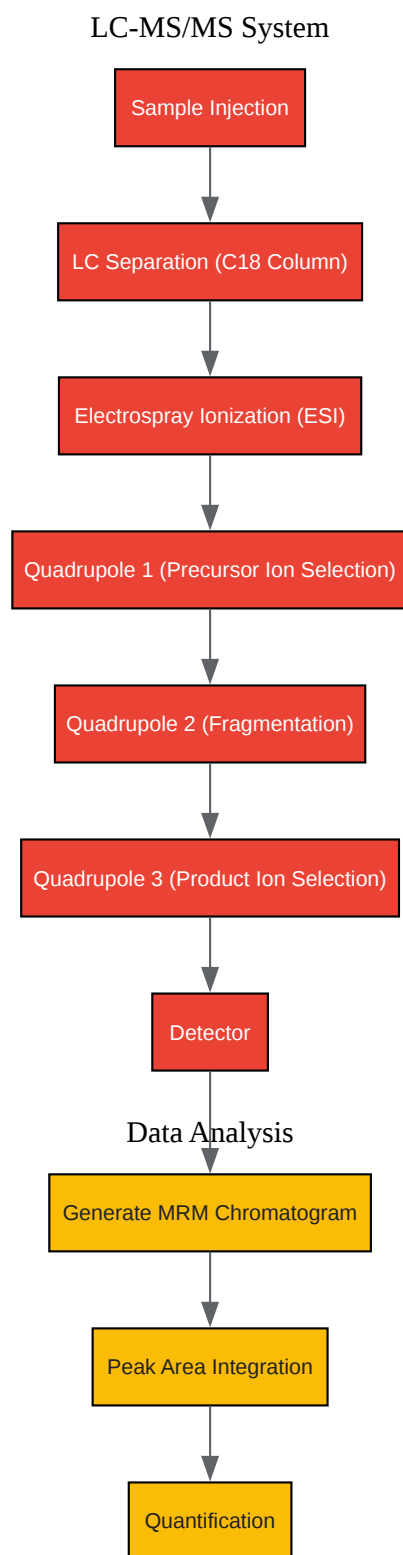 LC-MS/MS System
Sample Injection
LC Separation (C18 Column)
Electrospray Ionization (ESI)
Quadrupole 1 (Precursor Ion Selection)
Quadrupole 2 (Fragmentation)
Quadrupole 3 (Product Ion Selection)
Detector
Data Analysis
Generate MRM Chromatogram
Peak Area Integration
Quantification